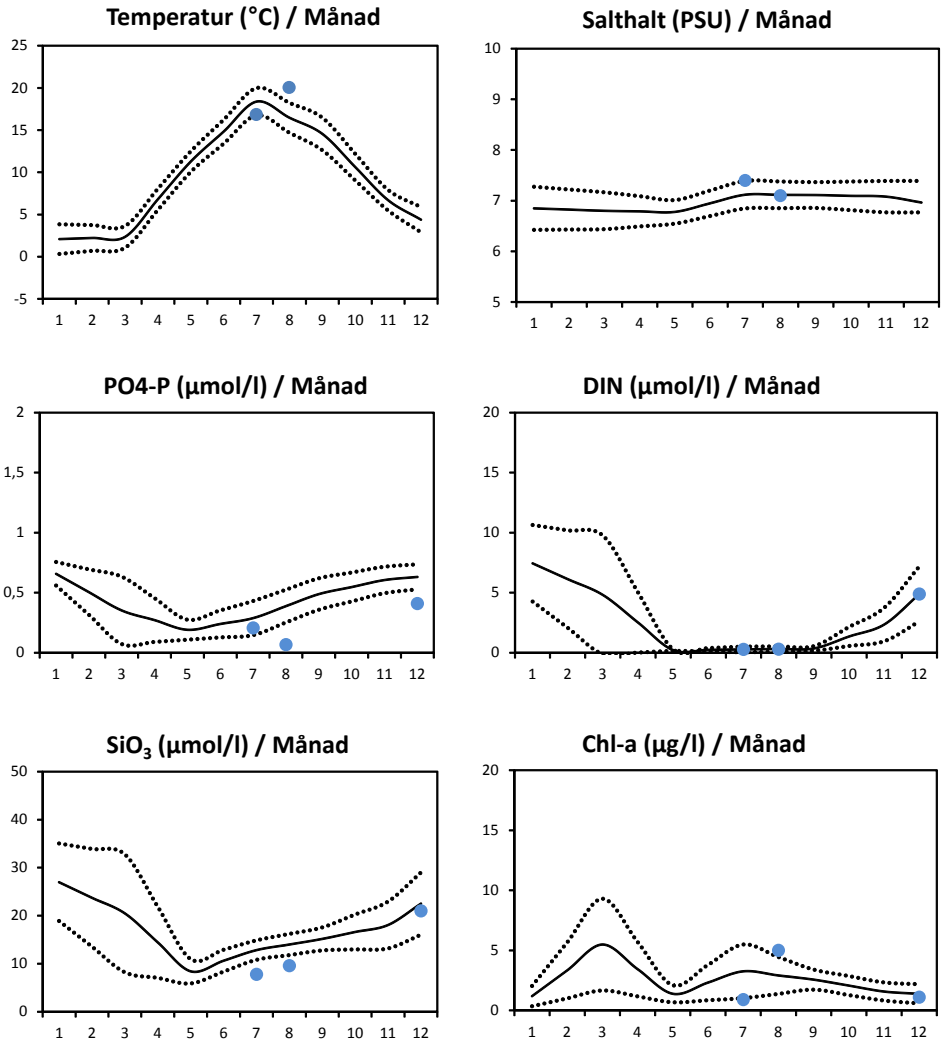 Temperatur (°C) / Månad
25
20
15
10
5
0
-5
1 2 3 4 5 6 7 8 9 10 11 12
Salthalt (PSU) / Månad
10
9
8
7
6
5
1 2 3 4 5 6 7 8 9 10 11 12
PO4-P (µmol/l) / Månad
2
1,5
1
0,5
0
1 2 3 4 5 6 7 8 9 10 11 12
DIN (µmol/l) / Månad
20
10
5
0
1 2 3 4 5 6 7 8 9 10 11 12
SiO₃ (µmol/l) / Månad
50
40
30
20
10
0
1 2 3 4 5 6 7 8 9 10 11 12
Chl-a (µg/l) / Månad
20
15
10
5
0
1 2 3 4 5 6 7 8 9 10 11 12